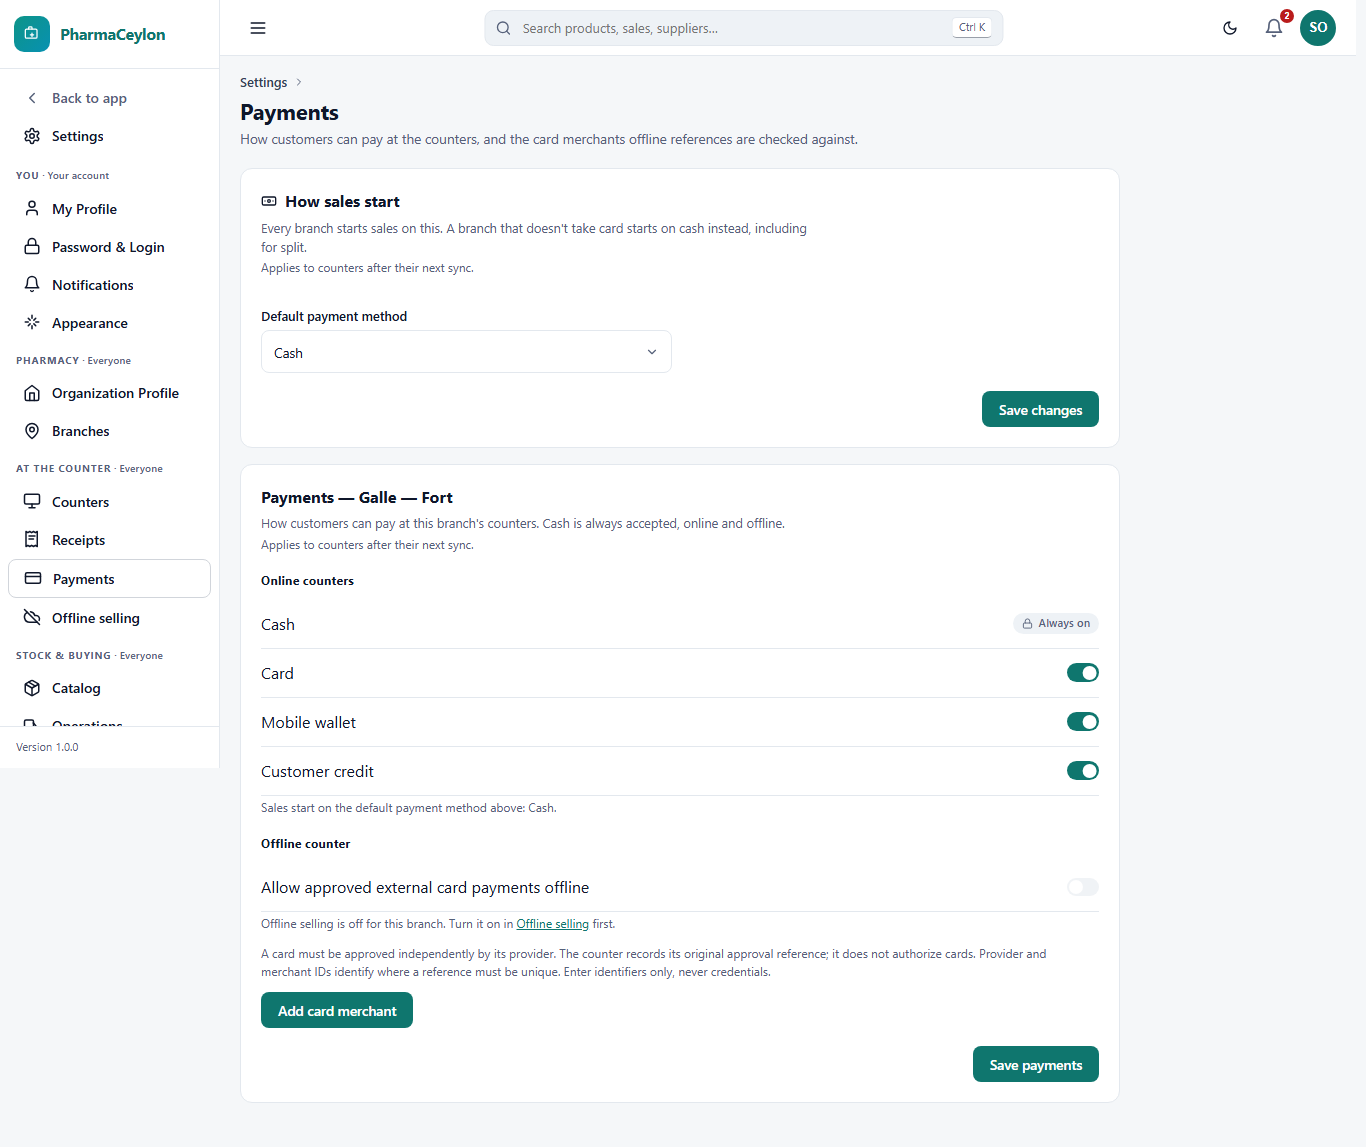 PharmaCeylon
Search products, sales, suppliers...
Ctrl K
2
SO
Back to app
Settings
YOU · Your account
My Profile
Password & Login
Notifications
Appearance
PHARMACY · Everyone
Organization Profile
Branches
AT THE COUNTER · Everyone
Counters
Receipts
Payments
Offline selling
STOCK & BUYING · Everyone
Catalog
Operations
Version 1.0.0
Settings
Payments
How customers can pay at the counters, and the card merchants offline references are checked against.
How sales start
Every branch starts sales on this. A branch that doesn't take card starts on cash instead, including
for split.
Applies to counters after their next sync.
Default payment method
Cash
Save changes
Payments — Galle — Fort
How customers can pay at this branch's counters. Cash is always accepted, online and offline.
Applies to counters after their next sync.
Online counters
Cash
Always on
Card
Mobile wallet
Customer credit
Sales start on the default payment method above: Cash.
Offline counter
Allow approved external card payments offline
Offline selling is off for this branch. Turn it on in Offline selling first.
A card must be approved independently by its provider. The counter records its original approval reference; it does not authorize cards. Provider and
merchant IDs identify where a reference must be unique. Enter identifiers only, never credentials.
Add card merchant
Save payments